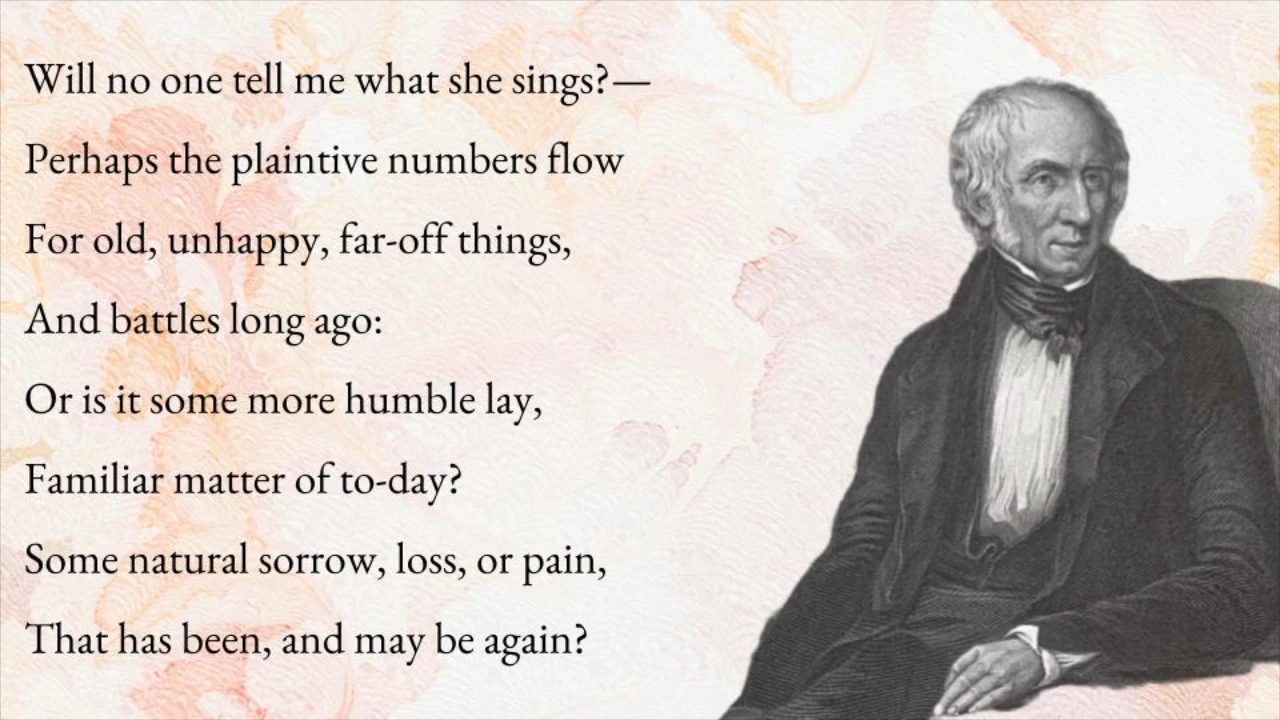 Will no one tell me what she sings?—
Perhaps the plaintive numbers flow
For old, unhappy, far-off things,
And battles long ago:
Or is it some more humble lay,
Familiar matter of to-day?
Some natural sorrow, loss, or pain,
That has been, and may be again?